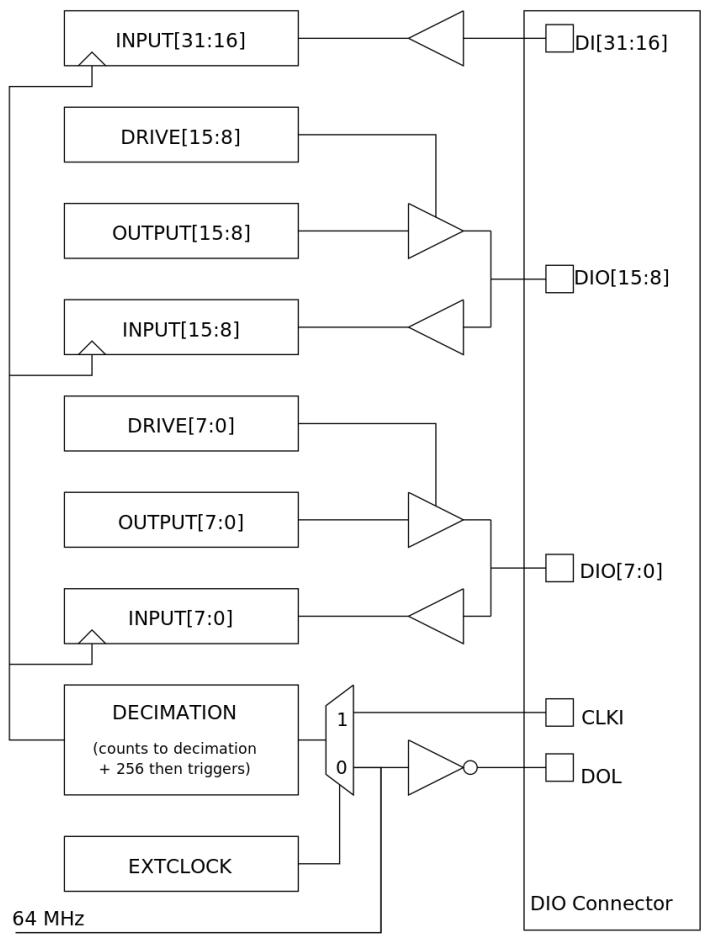 INPUT[31:16]
DI[31:16]
DRIVE[15:8]
OUTPUT[15:8]
DIO[15:8]
INPUT[15:8]
DRIVE[7:0]
OUTPUT[7:0]
DIO[7:0]
INPUT[7:0]
DECIMATION
(counts to decimation
+ 256 then triggers)
1
CLKI
0
DOL
EXTCLOCK
DIO Connector
64 MHz